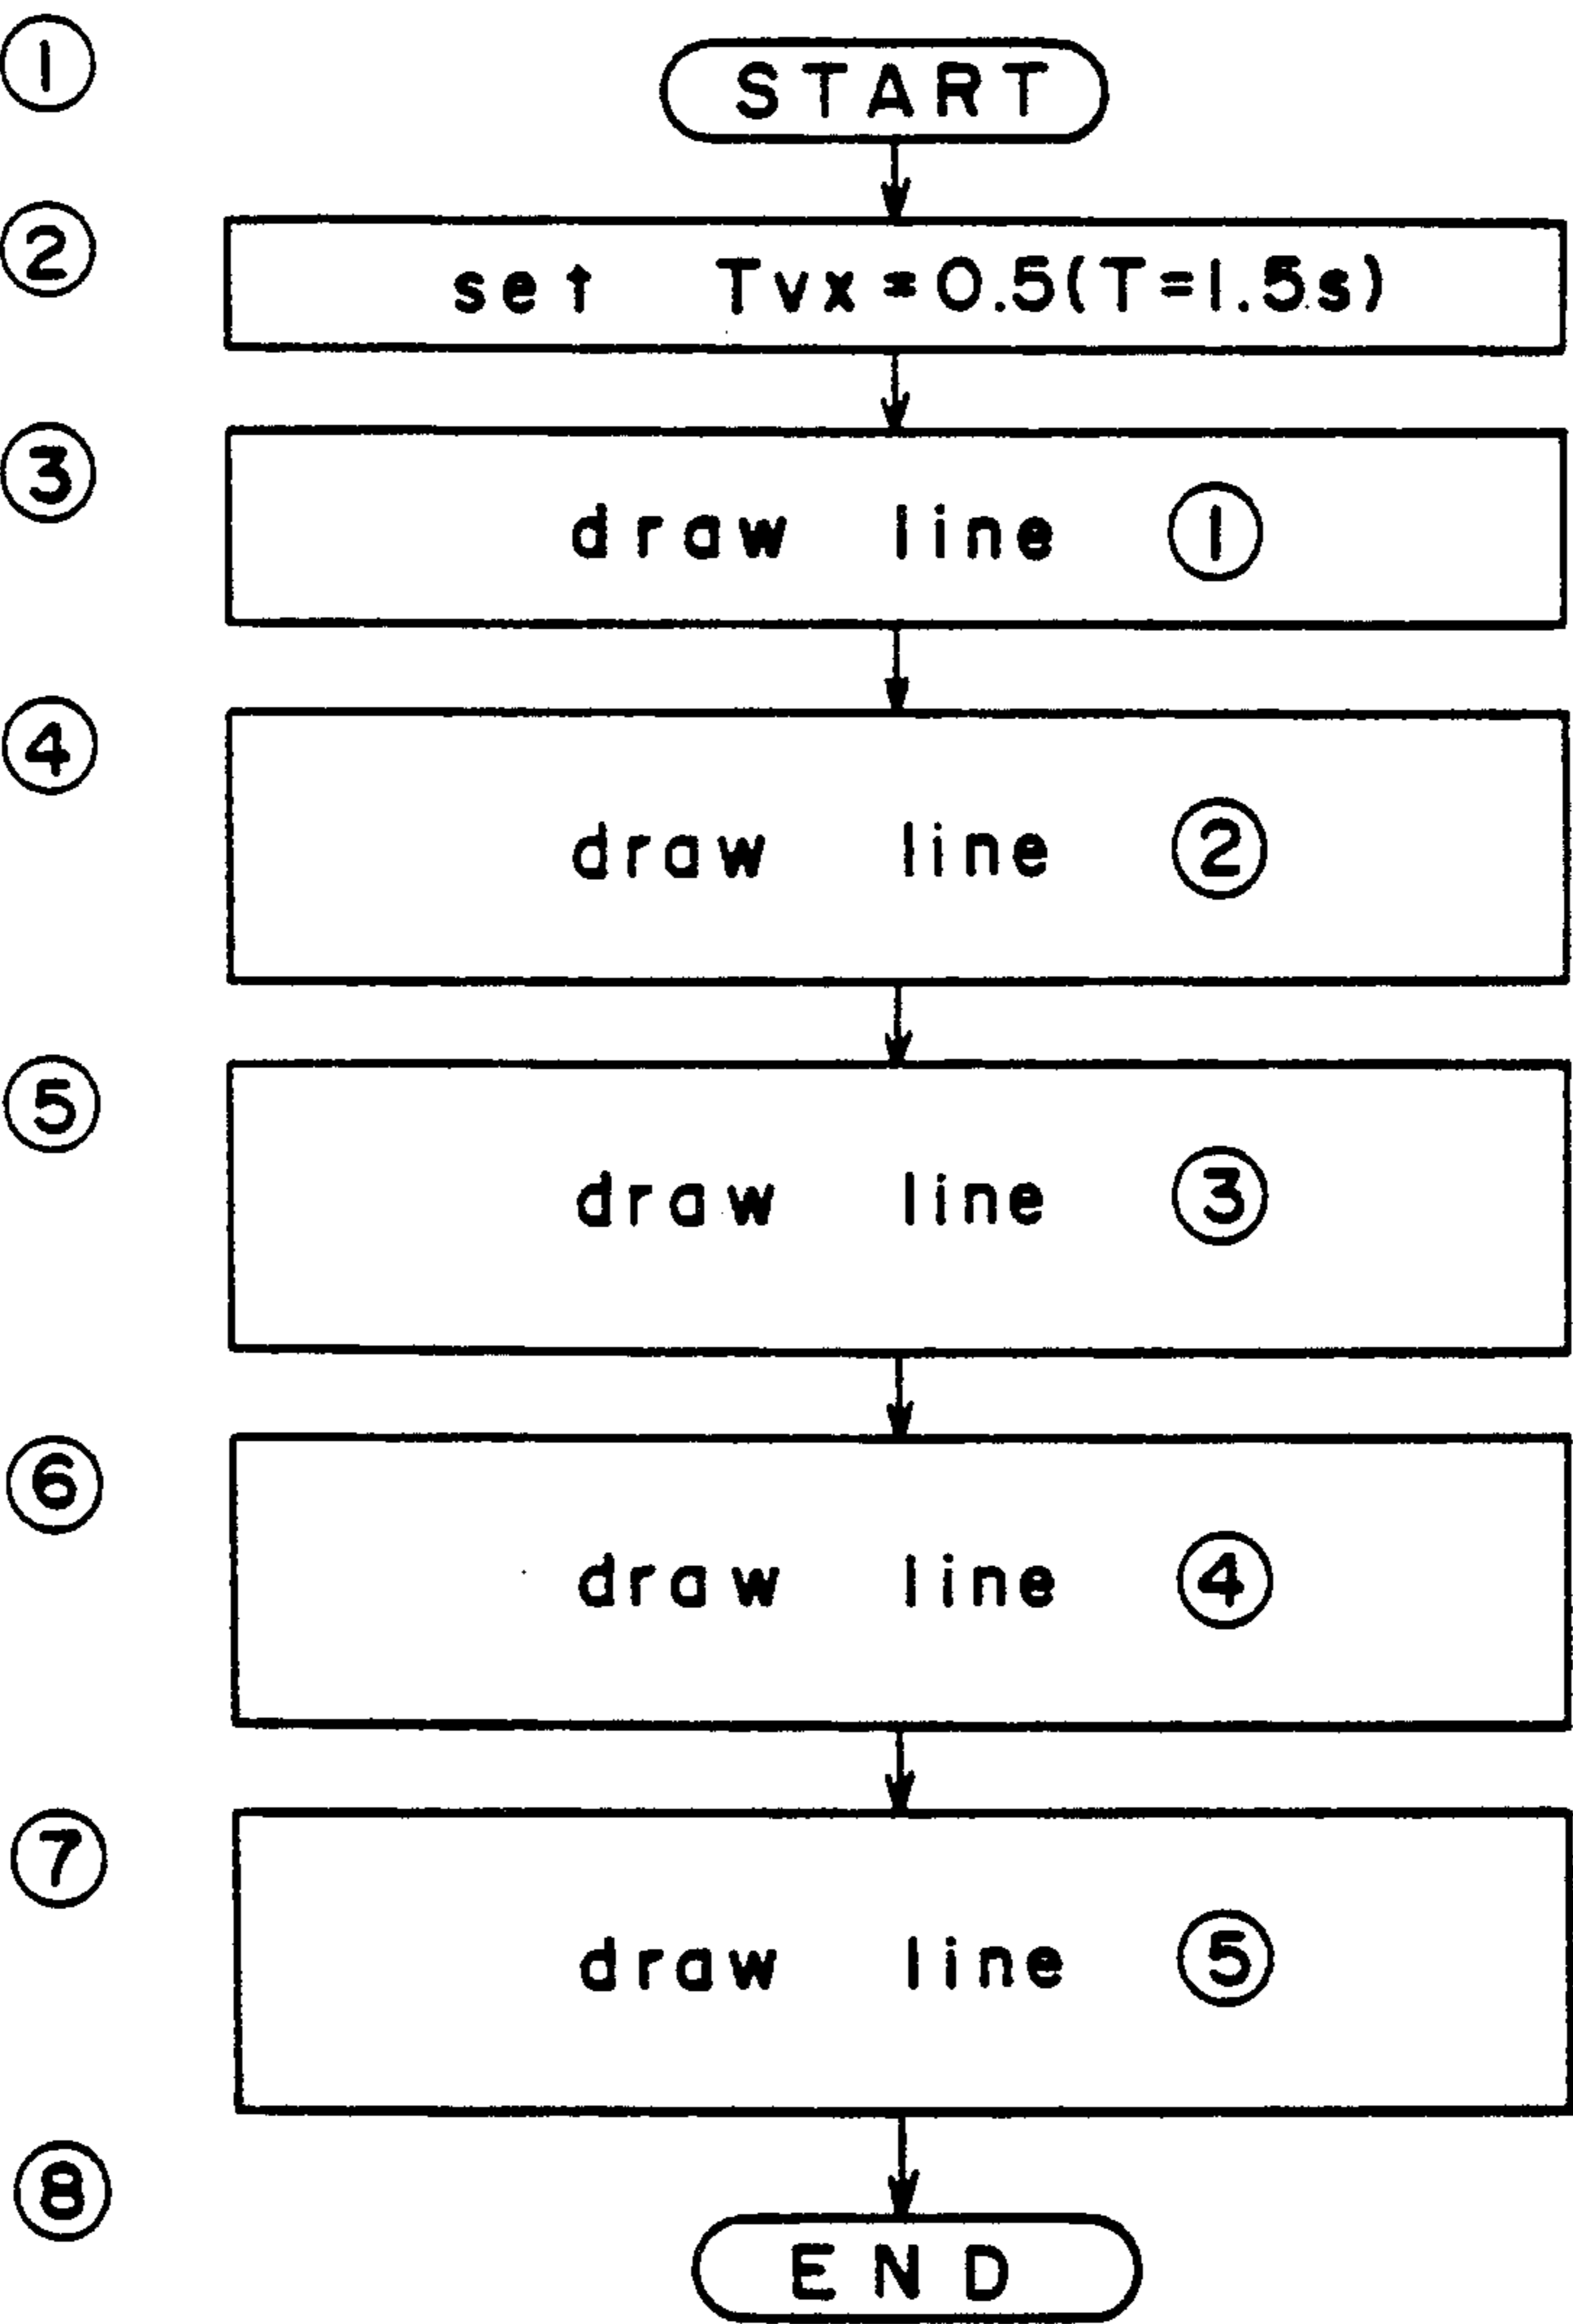 ① START
② set Tvx=0.5(T=1.5s)
③ draw line ①
④ draw line ②
⑤ draw line ③
⑥ draw line ④
⑦ draw line ⑤
⑧ END